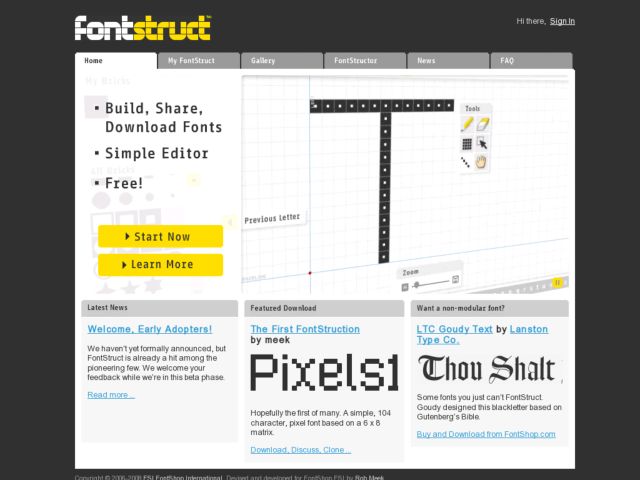 fontstruct
Hi there, Sign In
Home
My FontStruct
Gallery
FontStructor
News
FAQ
My Bricks
Build, Share,
Download Fonts
Simple Editor
Free!
All Bricks
Start Now
Learn More
Tools
Previous Letter
Zoom
Latest News
Welcome, Early Adopters!
We haven't yet formally announced, but
FontStruct is already a hit among the
pioneering few. We welcome your
feedback while we're in this beta phase.
Read more ...
Featured Download
The First FontStruction
by meek
Pixels1
Hopefully the first of many. A simple, 104
character, pixel font based on a 6 x 8
matrix.
Download, Discuss, Clone ...
Want a non-modular font?
LTC Goudy Text by Lanston
Type Co.
Thou Shalt
Some fonts you just can't FontStruct.
Goudy designed this blackletter based on
Gutenberg's Bible.
Buy and Download from FontShop.com
Copyright © 2006-2008 FSI FontShop International. Devised and developed for FontShop FSI by Rob Meek